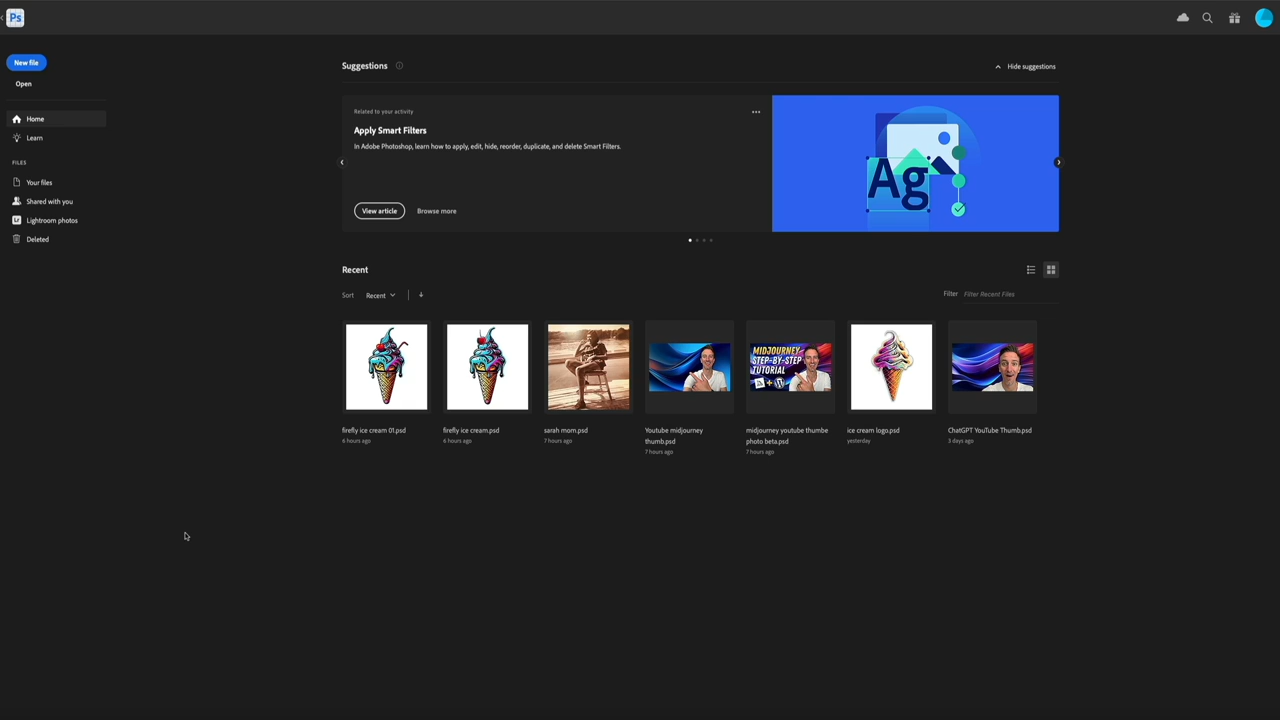 Ps
New file
Open
Home
Learn
FILES
Your files
Shared with you
Lr Lightroom photos
Deleted
Suggestions
Hide suggestions
Related to your activity
Apply Smart Filters
In Adobe Photoshop, learn how to apply, edit, hide, reorder, duplicate, and delete Smart Filters.
View article Browse more
Ag
Recent
Sort Recent
Filter Filter Recent Files
MIDJOURNEY
STEP-BY-STEP
TUTORIAL
firefly ice cream 01.psd
6 hours ago
firefly ice cream.psd
6 hours ago
sarah mom.psd
7 hours ago
Youtube midjourney
thumb.psd
7 hours ago
midjourney youtube thumbe
photo beta.psd
7 hours ago
ice cream logo.psd
yesterday
ChatGPT YouTube Thumb.psd
3 days ago